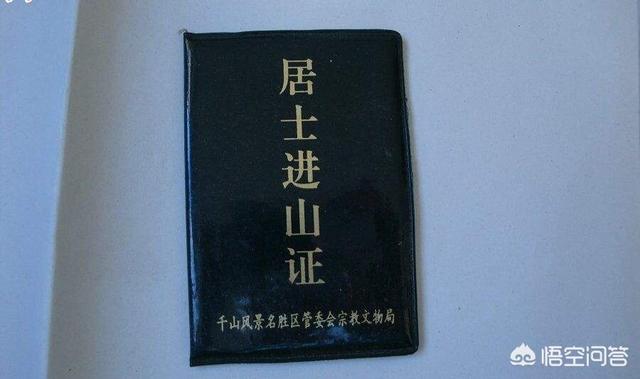 居士进山证
千山风景名胜区管委会宗教文物局
悟空问答